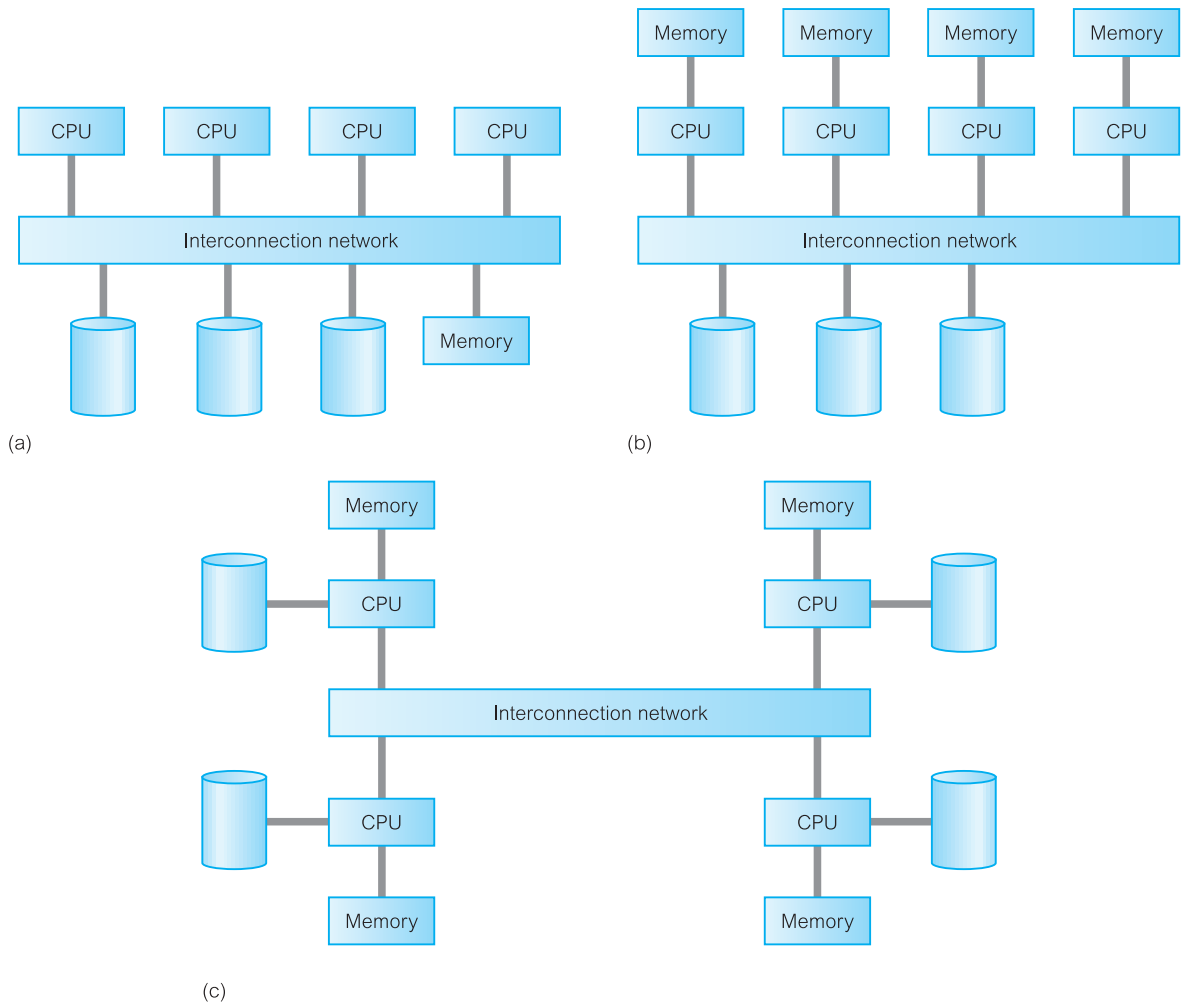 Memory Memory Memory Memory
CPU CPU CPU CPU
CPU CPU CPU CPU
Interconnection network
Interconnection network
Memory
(a)
(b)
Memory
Memory
CPU
CPU
Interconnection network
CPU
CPU
Memory
Memory
(c)